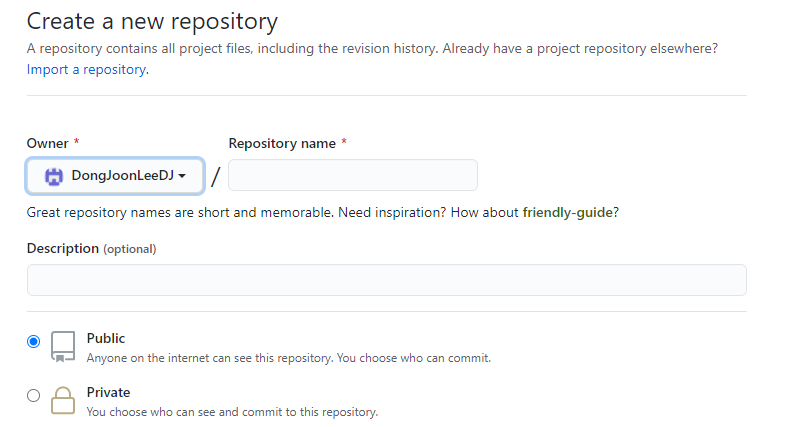 Create a new repository
A repository contains all project files, including the revision history. Already have a project repository elsewhere?
Import a repository.
Owner * Repository name *
DongJoonLeeDJ /
Great repository names are short and memorable. Need inspiration? How about friendly-guide?
Description (optional)
Public
Anyone on the internet can see this repository. You choose who can commit.
Private
You choose who can see and commit to this repository.